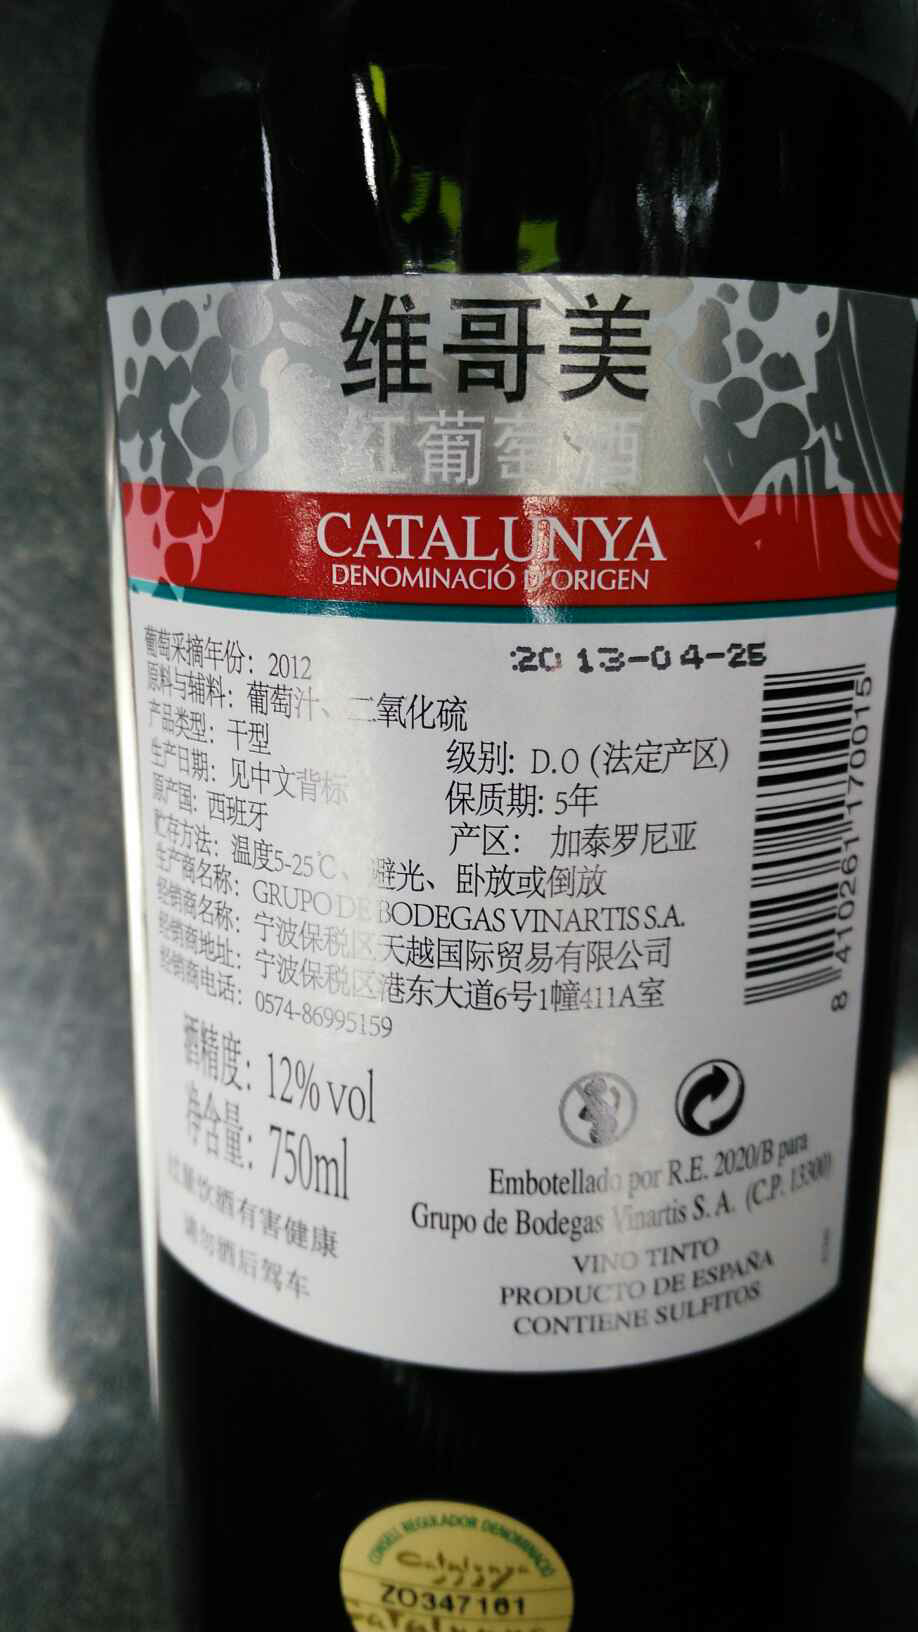 维哥美
红葡萄酒
CATALUNYA
DENOMINACIÓ D'ORIGEN
葡萄采摘年份：2012
2013-04-25
原料与辅料：葡萄汁、二氧化硫
产品类型：干型
级别: D.O (法定产区)
生产日期：见中文背标
保质期: 5年
原产国: 西班牙
产区： 加泰罗尼亚
贮存方法：温度5-25℃、避光、卧放或倒放
生产商名称：GRUPO DE BODEGAS VINARTIS S.A.
经销商名称：宁波保税区天越国际贸易有限公司
经销商地址：宁波保税区港东大道6号1幢411A室
经销商电话：0574-86995159
8 410261 170015
酒精度：12% vol
净含量：750ml
饮酒有害健康
请勿酒后驾车
Embotellado por R.E. 2020/B para
Grupo de Bodegas Vinartis S. A. (C.P. 13300)
VINO TINTO
PRODUCTO DE ESPAÑA
CONTIENE SULFITOS
CONSELL REGULADOR DENOMINACIÓ
Catalunya
ZO347161